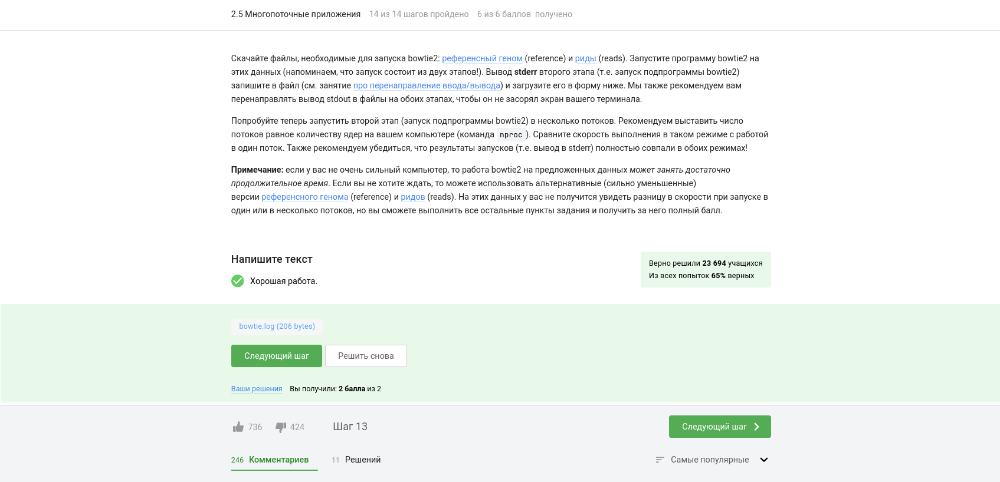 2.5 Многопоточные приложения 14 из 14 шагов пройдено 6 из 6 баллов получено
Скачайте файлы, необходимые для запуска bowtie2: референсный геном (reference) и риды (reads). Запустите программу bowtie2 на
этих данных (напоминаем, что запуск состоит из двух этапов!). Вывод stderr второго этапа (т.е. запуск подпрограммы bowtie2)
запишите в файл (см. занятие про перенаправление ввода/вывода) и загрузите его в форму ниже. Мы также рекомендуем вам
перенаправлять вывод stdout в файлы на обоих этапах, чтобы он не засорял экран вашего терминала.
Попробуйте теперь запустить второй этап (запуск подпрограммы bowtie2) в несколько потоков. Рекомендуем выставить число
потоков равное количеству ядер на вашем компьютере (команда nproc). Сравните скорость выполнения в таком режиме с работой
в один поток. Также рекомендуем убедиться, что результаты запусков (т.е. вывод в stderr) полностью совпали в обоих режимах!
Примечание: если у вас не очень сильный компьютер, то работа bowtie2 на предложенных данных может занять достаточно
продолжительное время. Если вы не хотите ждать, то можете использовать альтернативные (сильно уменьшенные)
версии референсного генома (reference) и ридов (reads). На этих данных у вас не получится увидеть разницу в скорости при запуске в
один или в несколько потоков, но вы сможете выполнить все остальные пункты задания и получить за него полный балл.
Напишите текст
Хорошая работа.
Верно решили 23 694 учащихся
Из всех попыток 65% верных
bowtie.log (206 bytes)
Следующий шаг Решить снова
Ваши решения Вы получили: 2 балла из 2
736 424 Шаг 13 Следующий шаг
246 Комментариев 11 Решений Самые популярные